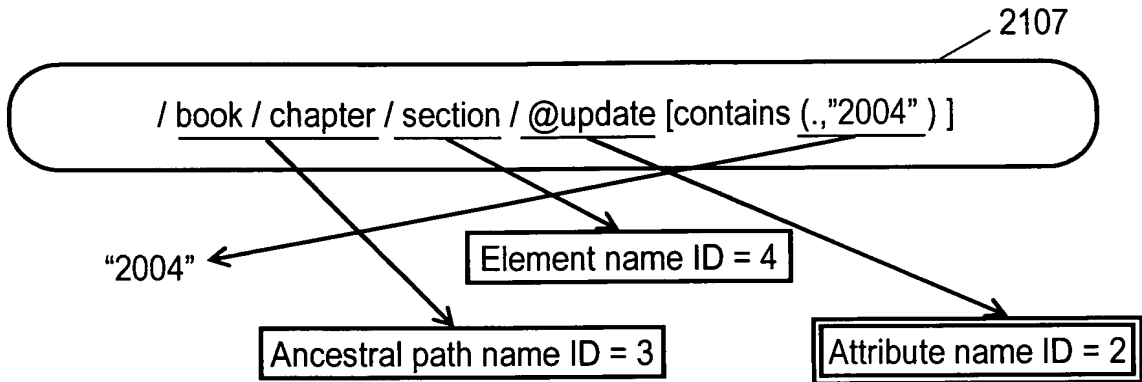 2107
/ book / chapter / section / @update [contains (.,"2004" ) ]
"2004"
Element name ID = 4
Ancestral path name ID = 3
Attribute name ID = 2